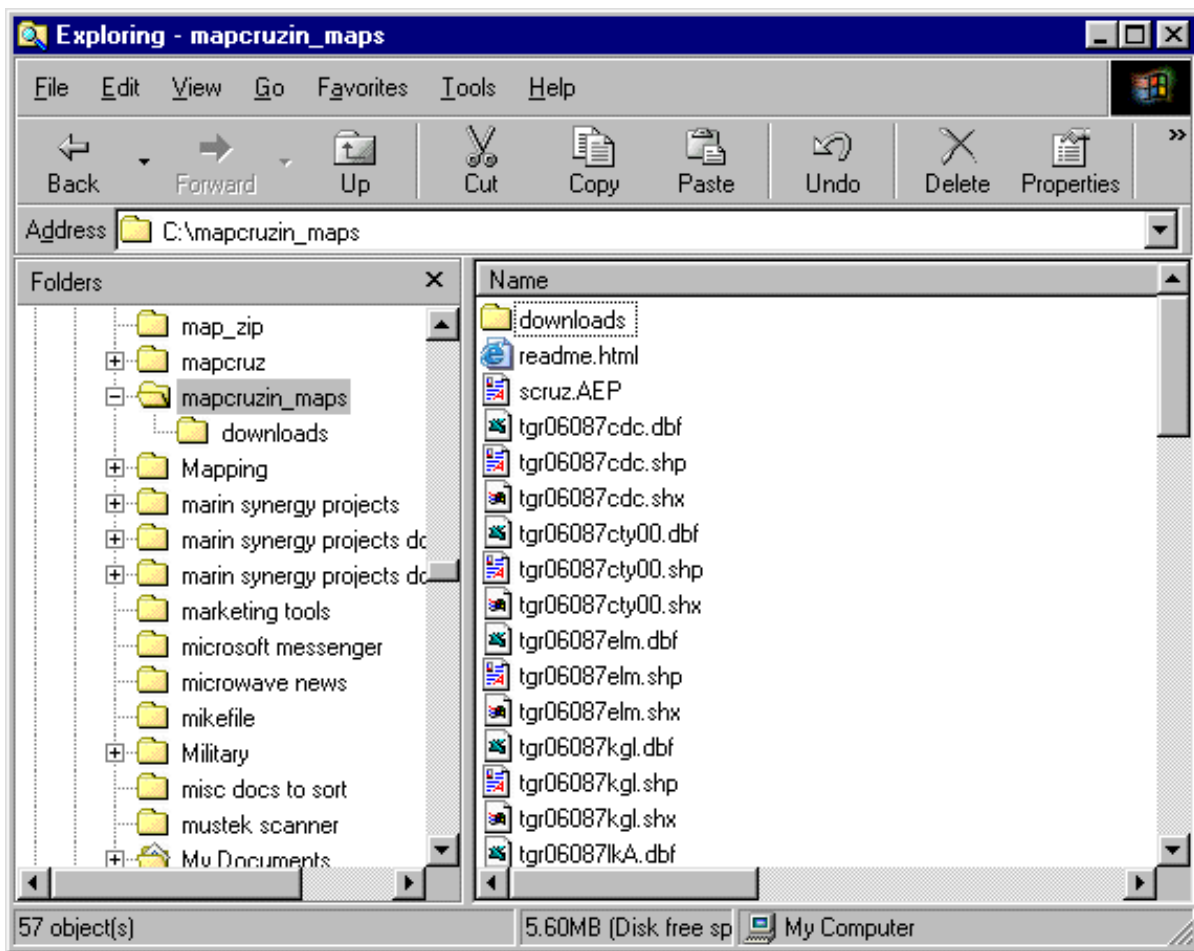 Exploring - mapcruzin_maps
File Edit View Go Favorites Tools Help
Back Forward Up Cut Copy Paste Undo Delete Properties »
Address C:\mapcruzin_maps
Folders
map_zip
mapcruz
mapcruzin_maps
downloads
Mapping
marin synergy projects
marin synergy projects do
marin synergy projects do
marketing tools
microsoft messenger
microwave news
mikefile
Military
misc docs to sort
mustek scanner
My Documents
Name
downloads
readme.html
scruz.AEP
tgr06087cdc.dbf
tgr06087cdc.shp
tgr06087cdc.shx
tgr06087cty00.dbf
tgr06087cty00.shp
tgr06087cty00.shx
tgr06087elm.dbf
tgr06087elm.shp
tgr06087elm.shx
tgr06087kgl.dbf
tgr06087kgl.shp
tgr06087kgl.shx
tgr06087lkA.dbf
57 object(s) 5.60MB (Disk free sp My Computer